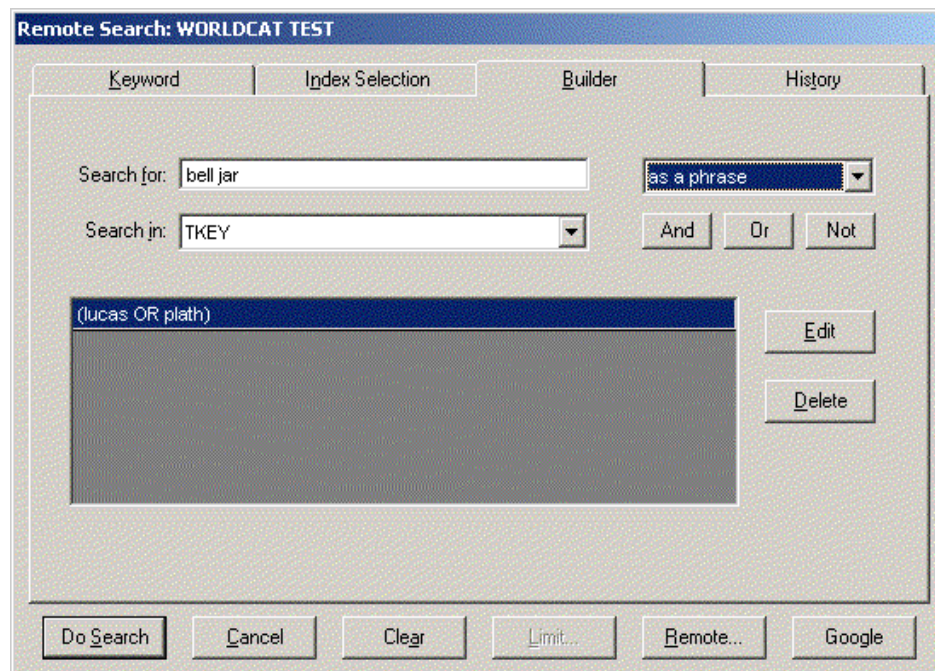 Remote Search: WORLDCAT TEST
Keyword Index Selection Builder History
Search for: bell jar as a phrase
Search in: TKEY And Or Not
(lucas OR plath)
Edit
Delete
Do Search Cancel Clear Limit... Remote... Google